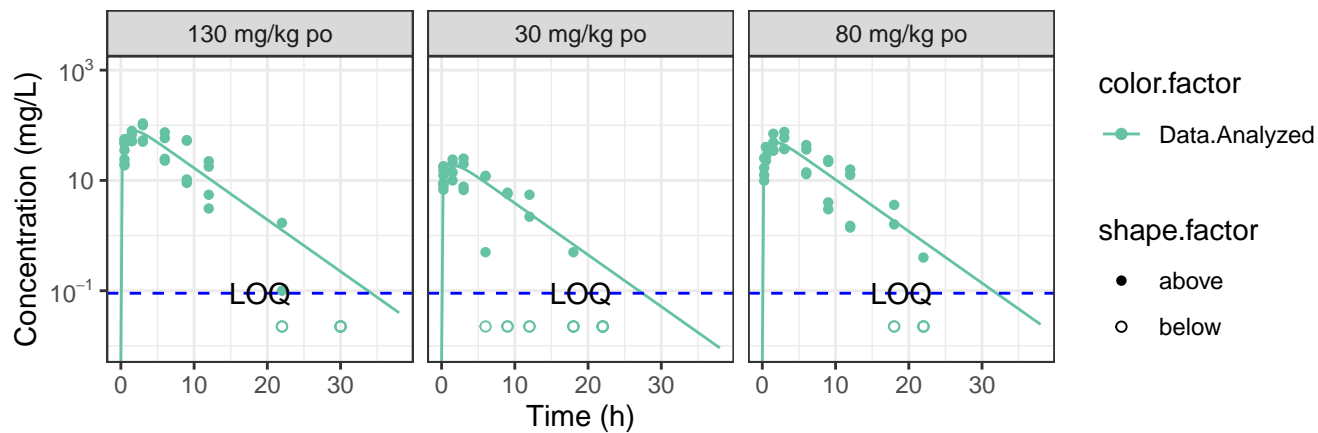 130 mg/kg po
30 mg/kg po
80 mg/kg po
Concentration (mg/L)
10³
10
10⁻¹
LOQ
LOQ
LOQ
0 10 20 30
0 10 20 30
0 10 20 30
Time (h)
color.factor
Data.Analyzed
shape.factor
above
below